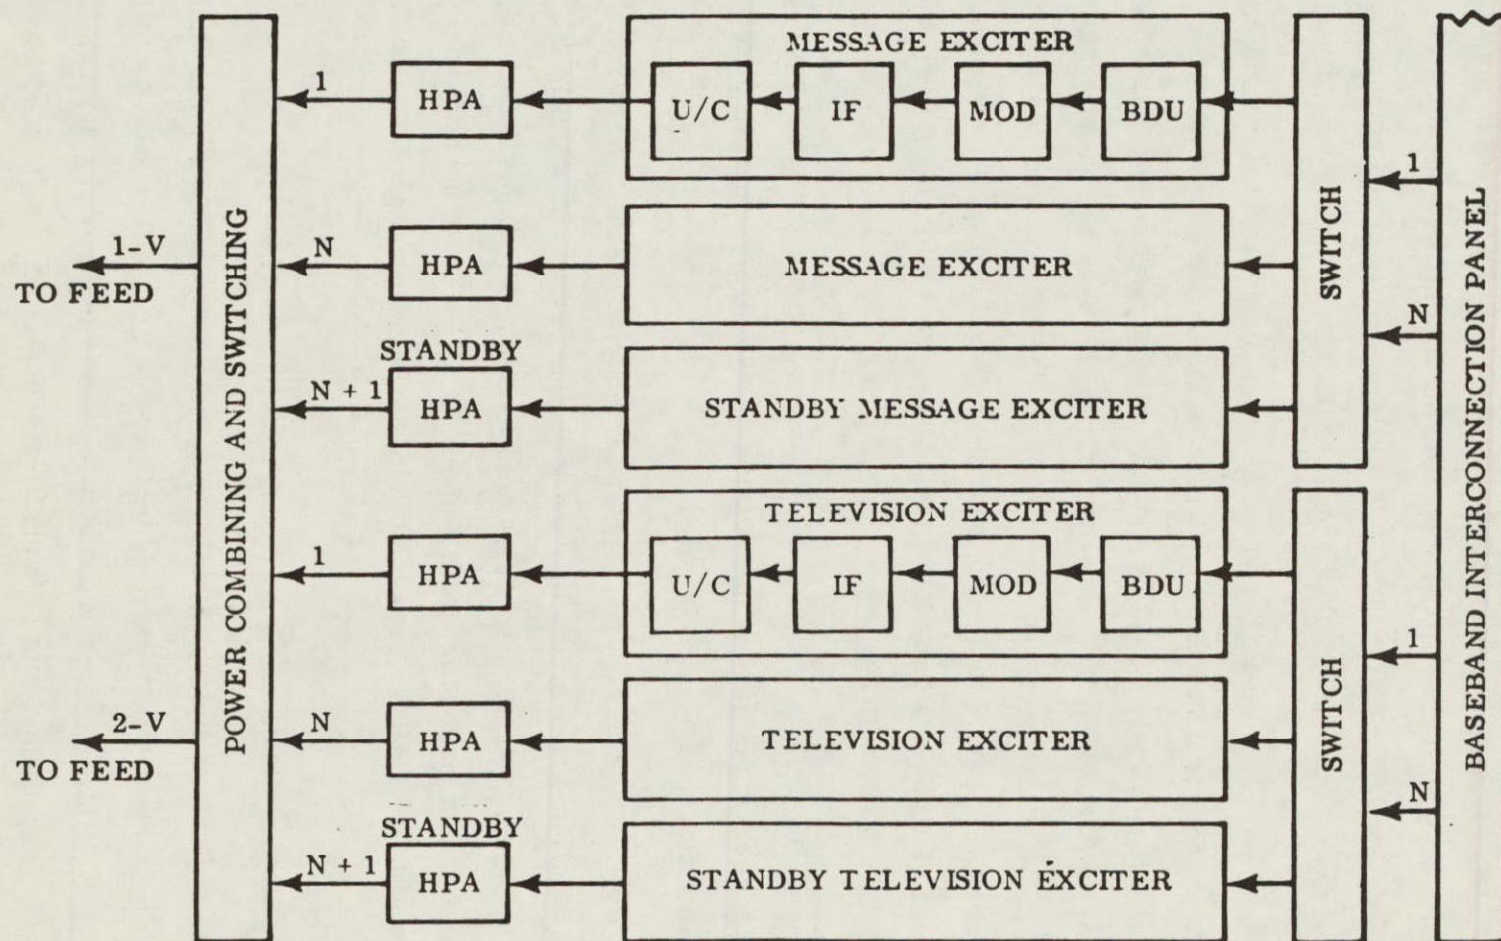 MESSAGE EXCITER
1
HPA
U/C
IF
MOD
BDU
1
POWER COMBINING AND SWITCHING
SWITCH
BASEBAND INTERCONNECTION PANEL
1-V
TO FEED
N
HPA
MESSAGE EXCITER
N
STANDBY
N + 1
HPA
STANDBY MESSAGE EXCITER
TELEVISION EXCITER
1
HPA
U/C
IF
MOD
BDU
SWITCH
1
2-V
TO FEED
N
HPA
TELEVISION EXCITER
N
STANDBY
N + 1
HPA
STANDBY TELEVISION EXCITER